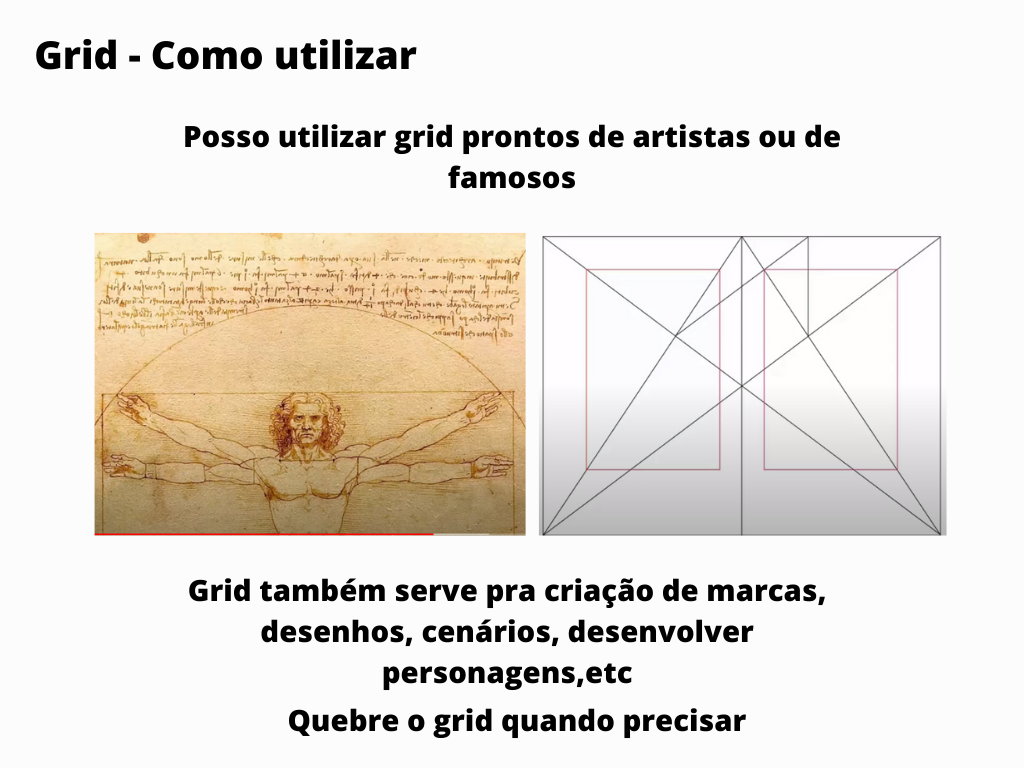 Grid - Como utilizar
Posso utilizar grid prontos de artistas ou de
famosos
Grid também serve pra criação de marcas,
desenhos, cenários, desenvolver
personagens,etc
Quebre o grid quando precisar